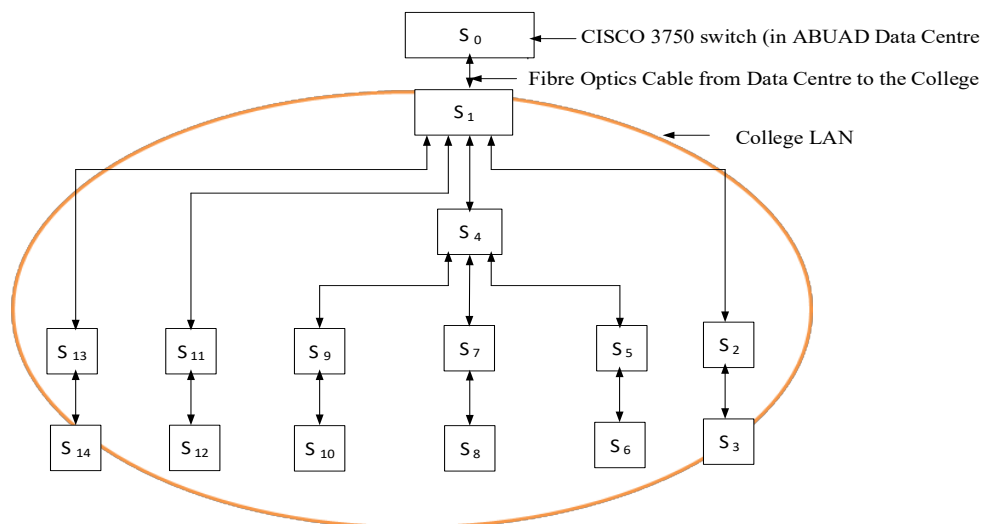 S 0
CISCO 3750 switch (in ABUAD Data Centre
Fibre Optics Cable from Data Centre to the College
S 1
College LAN
S 4
S 13
S 11
S 9
S 7
S 5
S 2
S 14
S 12
S 10
S 8
S 6
S 3